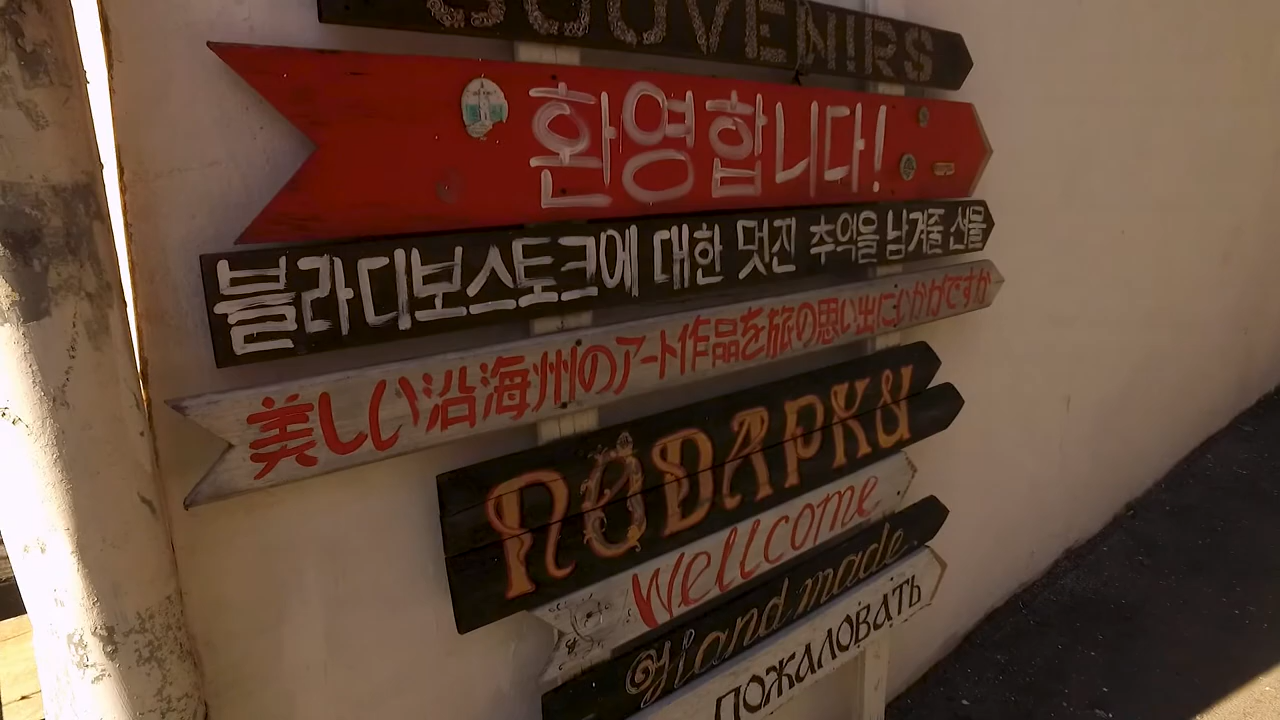 SOUVENIRS
환영합니다!
블라디보스토크에 대한 멋진 추억을 남겨줄 선물
美しい沿海州のアート作品を旅の思い出にいかがですか
ПОДАРКИ
Wellcome
Hand made
ПОЖАЛОВАТЬ